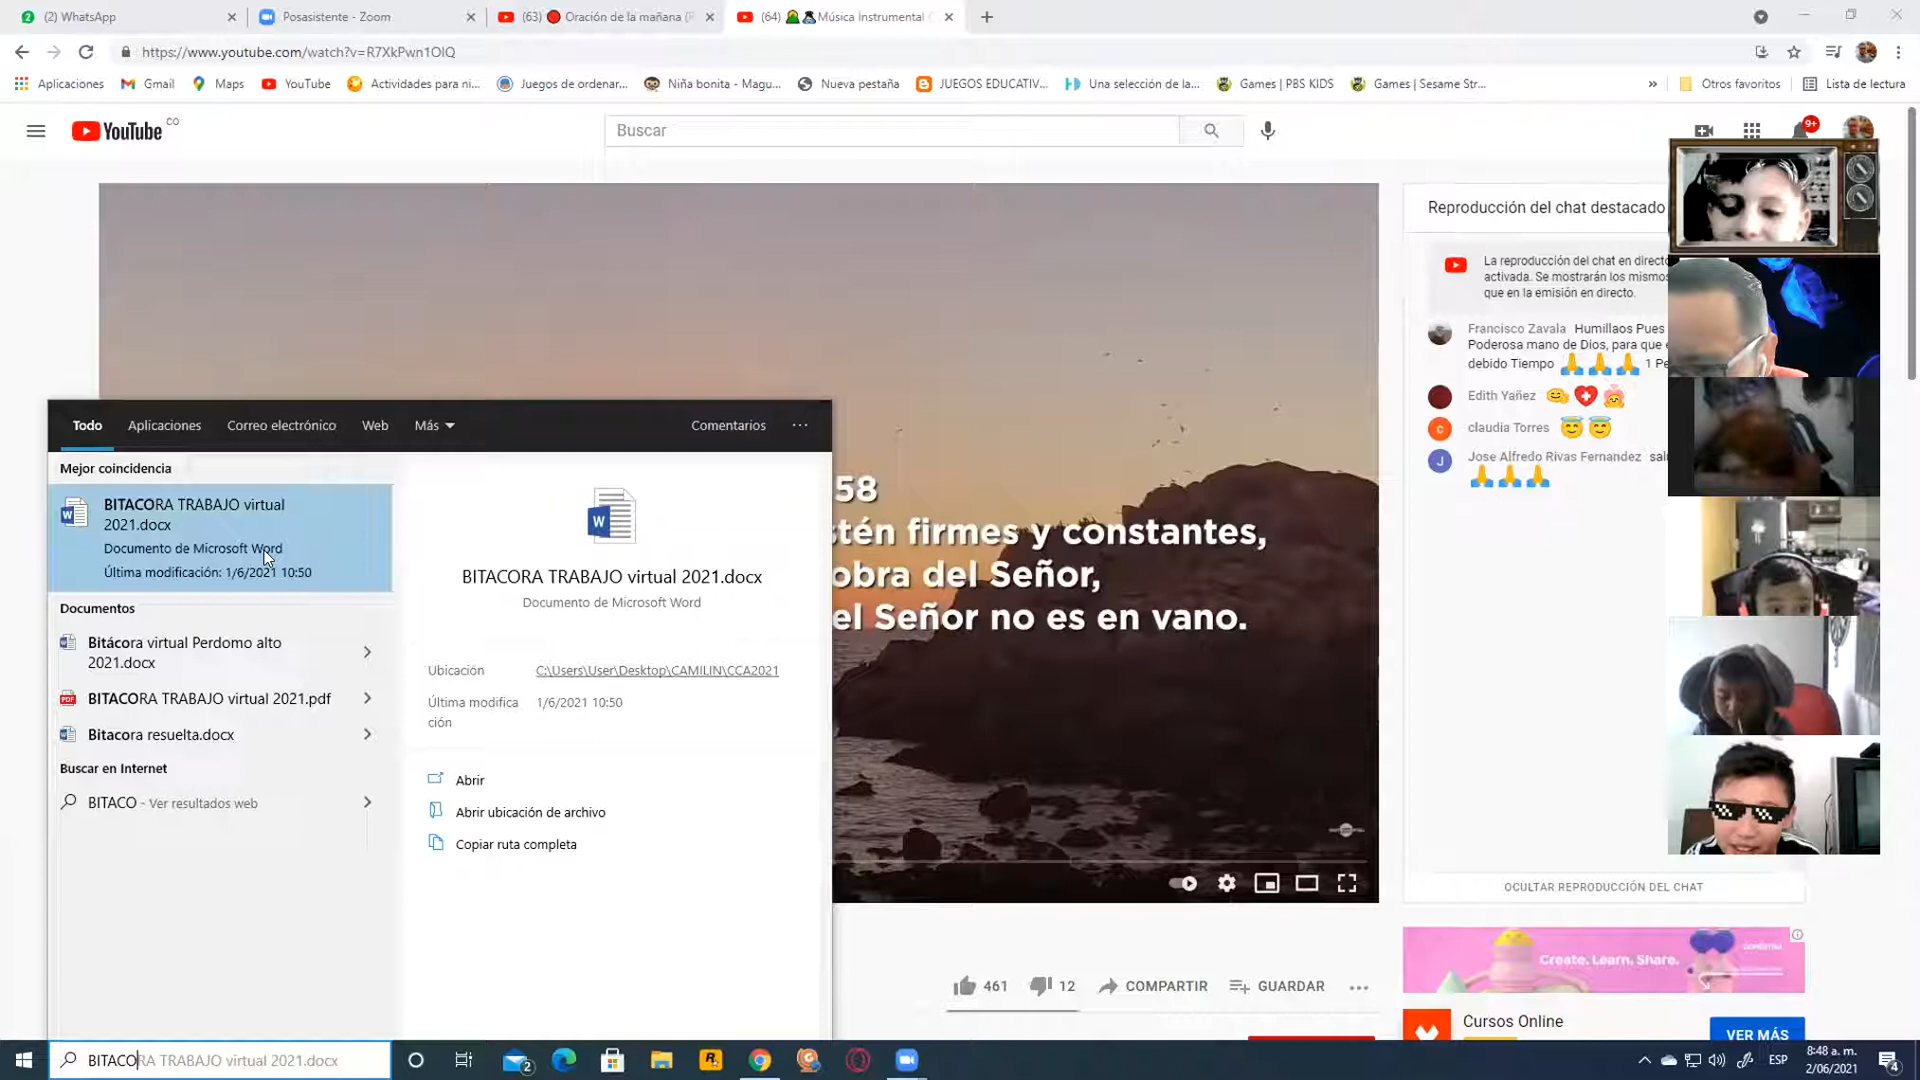 (2) WhatsApp
Posasistente - Zoom
(63) 🔴 Oración de la mañana (
(64) Música Instrumental
https://www.youtube.com/watch?v=R7XkPwn1OlQ
Aplicaciones
Gmail
Maps
YouTube
Actividades para ni...
Juegos de ordenar...
Niña bonita - Magu...
Nueva pestaña
JUEGOS EDUCATIV...
Una selección de la...
Games | PBS KIDS
Games | Sesame Str...
»
Otros favoritos
Lista de lectura
YouTube CO
Buscar
9+
Reproducción del chat destacado
La reproducción del chat en directo
activada. Se mostrarán los mismos
que en la emisión en directo.
Francisco Zavala Humillaos Pues
Poderosa mano de Dios, para que
debido Tiempo 🙏🙏🙏 1 Pe
Edith Yañez
claudia Torres 😇😇
Jose Alfredo Rivas Fernandez
🙏🙏🙏
58
stén firmes y constantes,
obra del Señor,
el Señor no es en vano.
Todo
Aplicaciones
Correo electrónico
Web
Más
Comentarios
...
Mejor coincidencia
BITACORA TRABAJO virtual
2021.docx
Documento de Microsoft Word
Última modificación: 1/6/2021 10:50
Documentos
Bitácora virtual Perdomo alto
2021.docx
BITACORA TRABAJO virtual 2021.pdf
Bitacora resuelta.docx
Buscar en Internet
BITACO - Ver resultados web
BITACORA TRABAJO virtual 2021.docx
Documento de Microsoft Word
Ubicación
C:\Users\User\Desktop\CAMILIN\CCA2021
Última modifica
ción
1/6/2021 10:50
Abrir
Abrir ubicación de archivo
Copiar ruta completa
OCULTAR REPRODUCCIÓN DEL CHAT
461
12
COMPARTIR
GUARDAR
...
Create. Learn. Share.
DOMESTIKA
Cursos Online
VER MÁS
BITACORA TRABAJO virtual 2021.docx
2
ESP
8:48 a. m.
2/06/2021
4